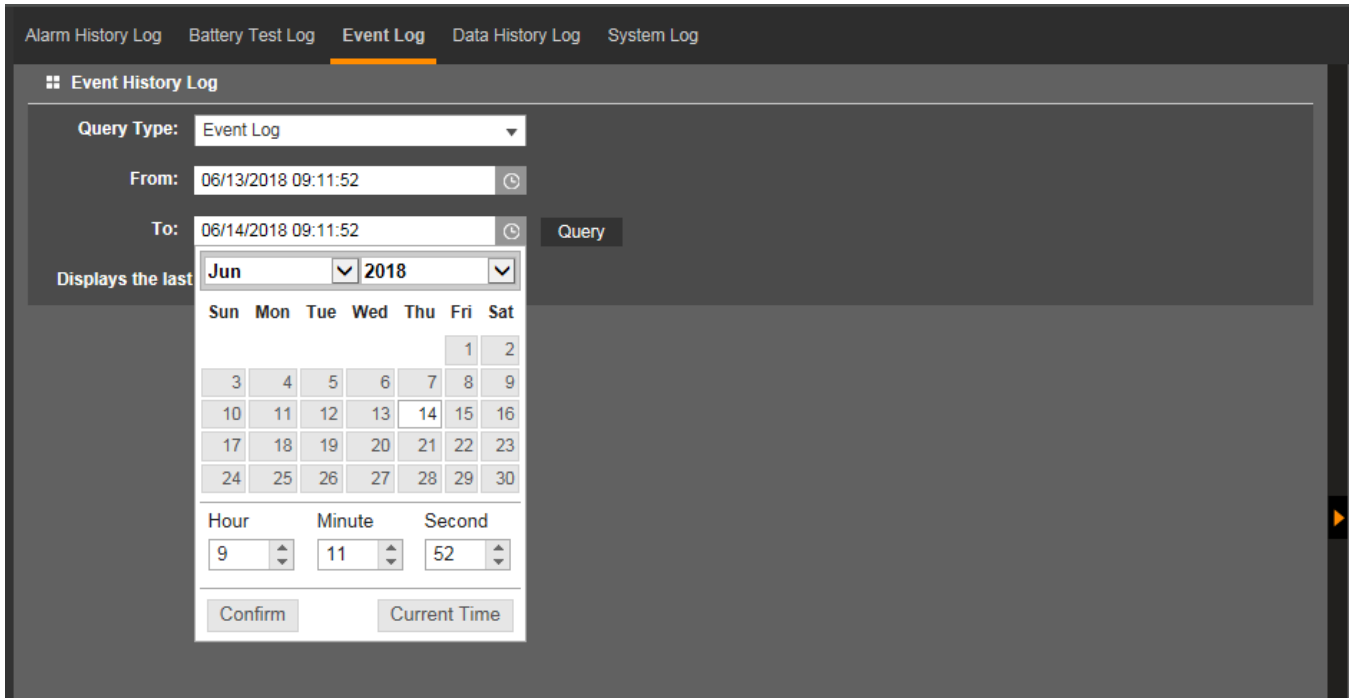 Alarm History Log Battery Test Log Event Log Data History Log System Log
Event History Log
Query Type: Event Log
From: 06/13/2018 09:11:52
To: 06/14/2018 09:11:52 Query
Displays the last
Jun 2018
Sun Mon Tue Wed Thu Fri Sat
1 2
3 4 5 6 7 8 9
10 11 12 13 14 15 16
17 18 19 20 21 22 23
24 25 26 27 28 29 30
Hour Minute Second
9 11 52
Confirm Current Time